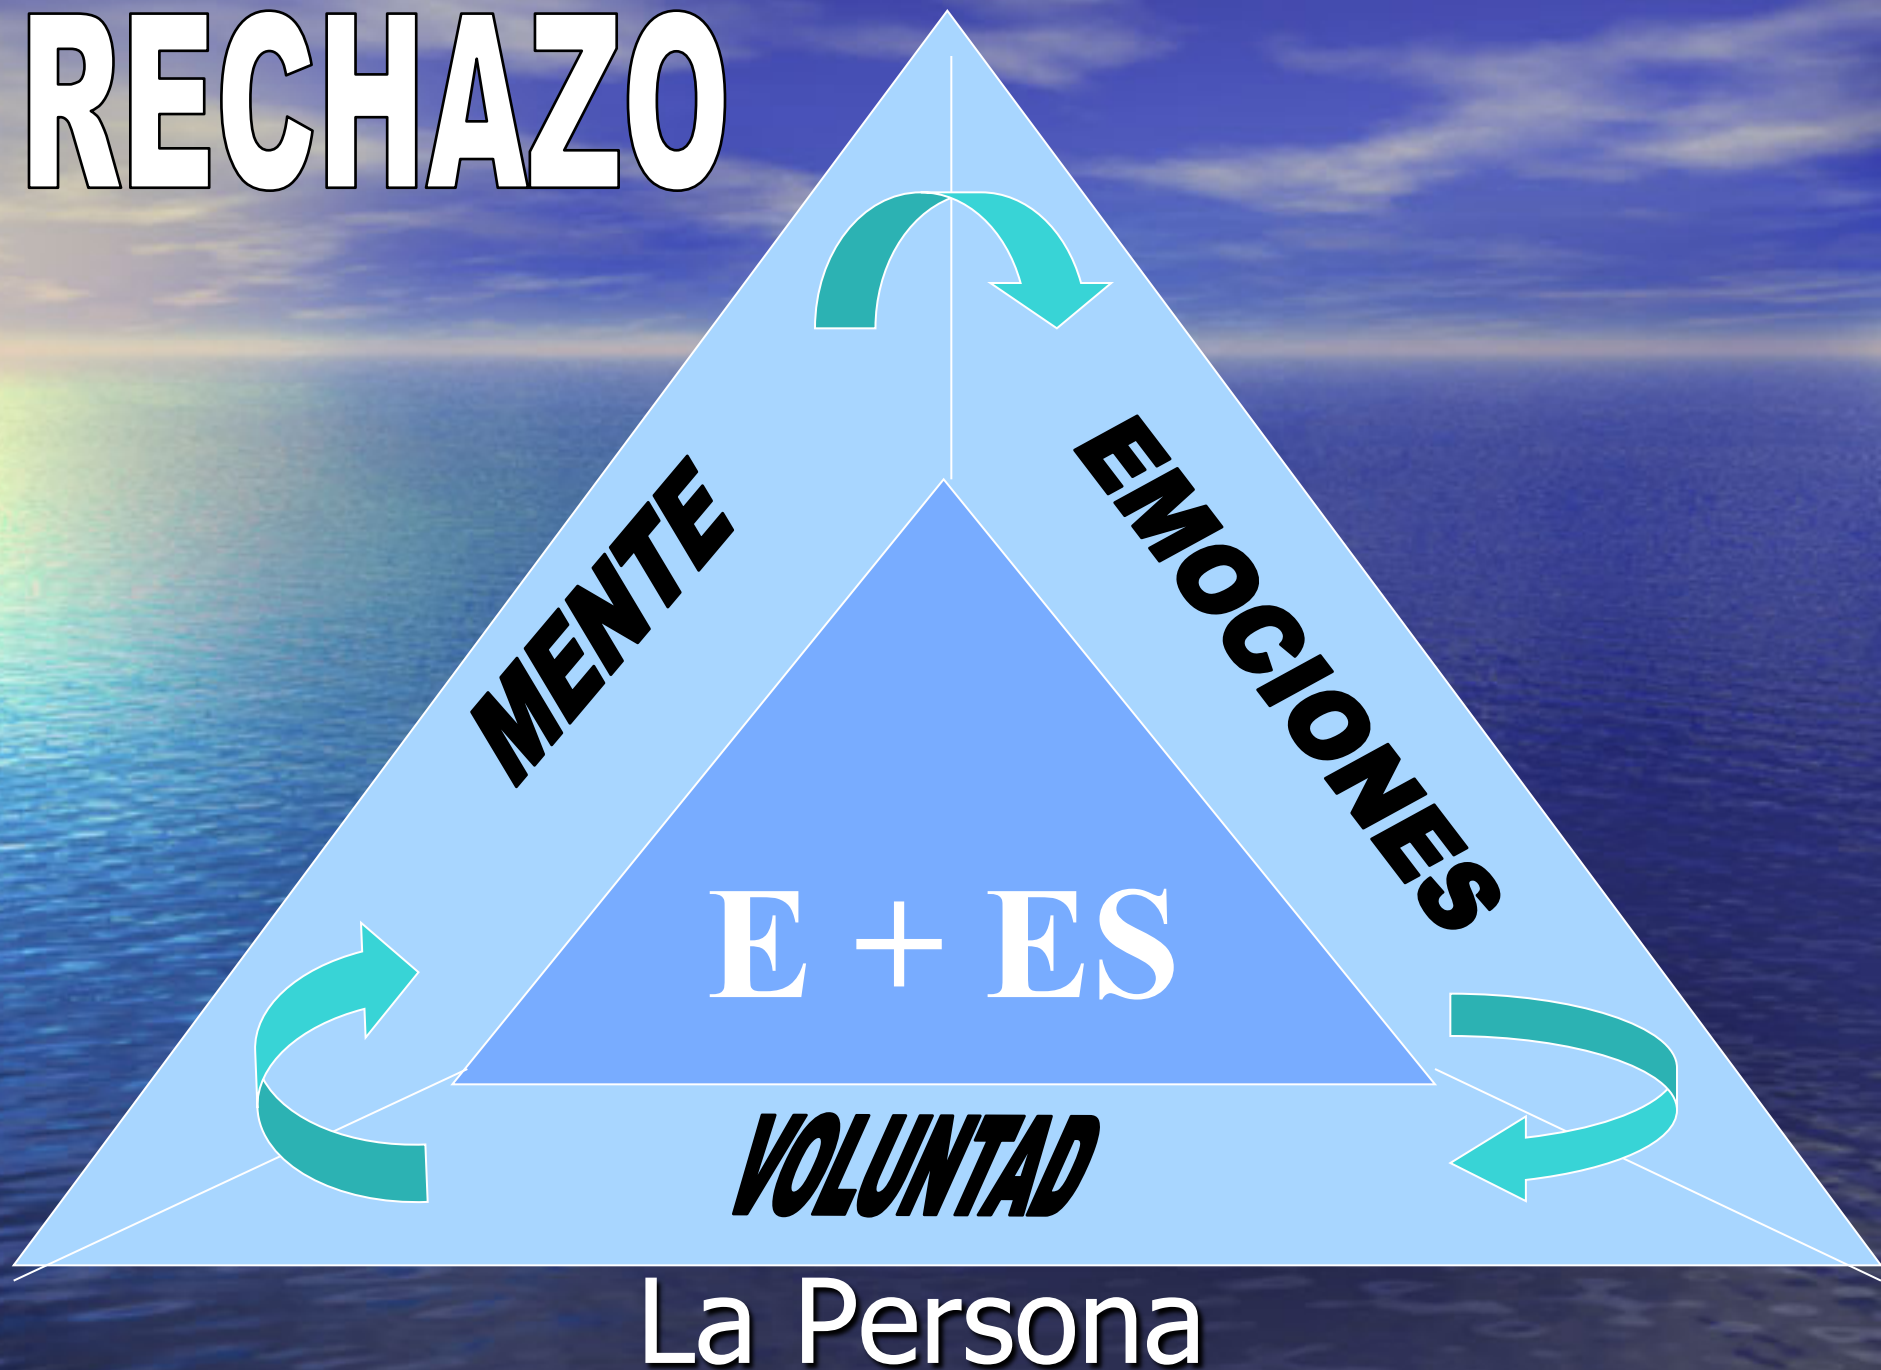 RECHAZO
MENTE
EMOCIONES
E + ES
VOLUNTAD
La Persona